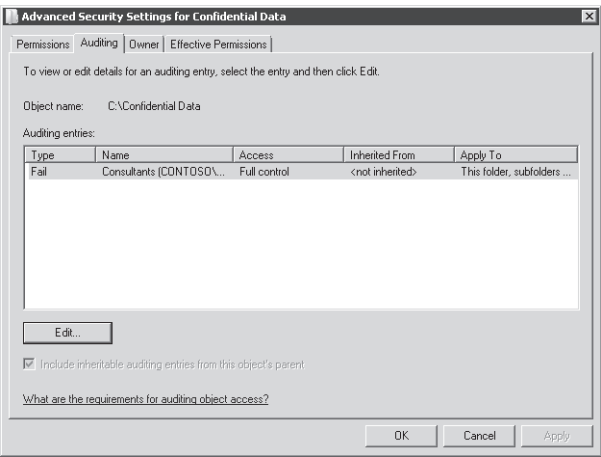 Advanced Security Settings for Confidential Data
Permissions Auditing Owner Effective Permissions
To view or edit details for an auditing entry, select the entry and then click Edit.
Object name: C:\Confidential Data
Auditing entries:
Type Name Access Inherited From Apply To
Fail Consultants (CONTOSO\... Full control <not inherited> This folder, subfolders ...
Edit...
Include inheritable auditing entries from this object's parent
What are the requirements for auditing object access?
OK Cancel Apply